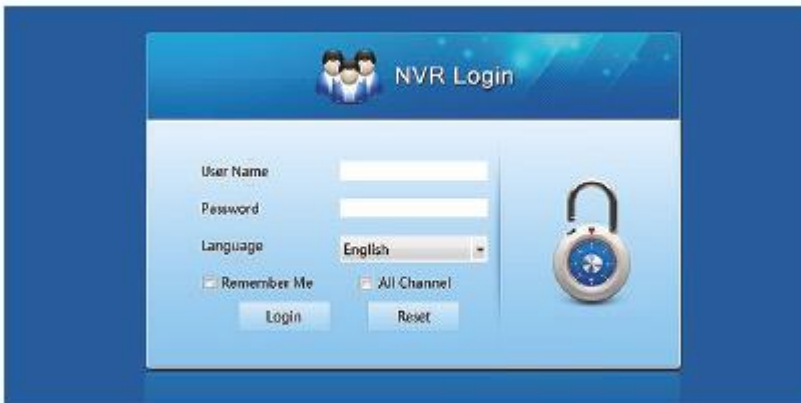 NVR Login
User Name
Password
Language English
Remember Me All Channel
Login Reset